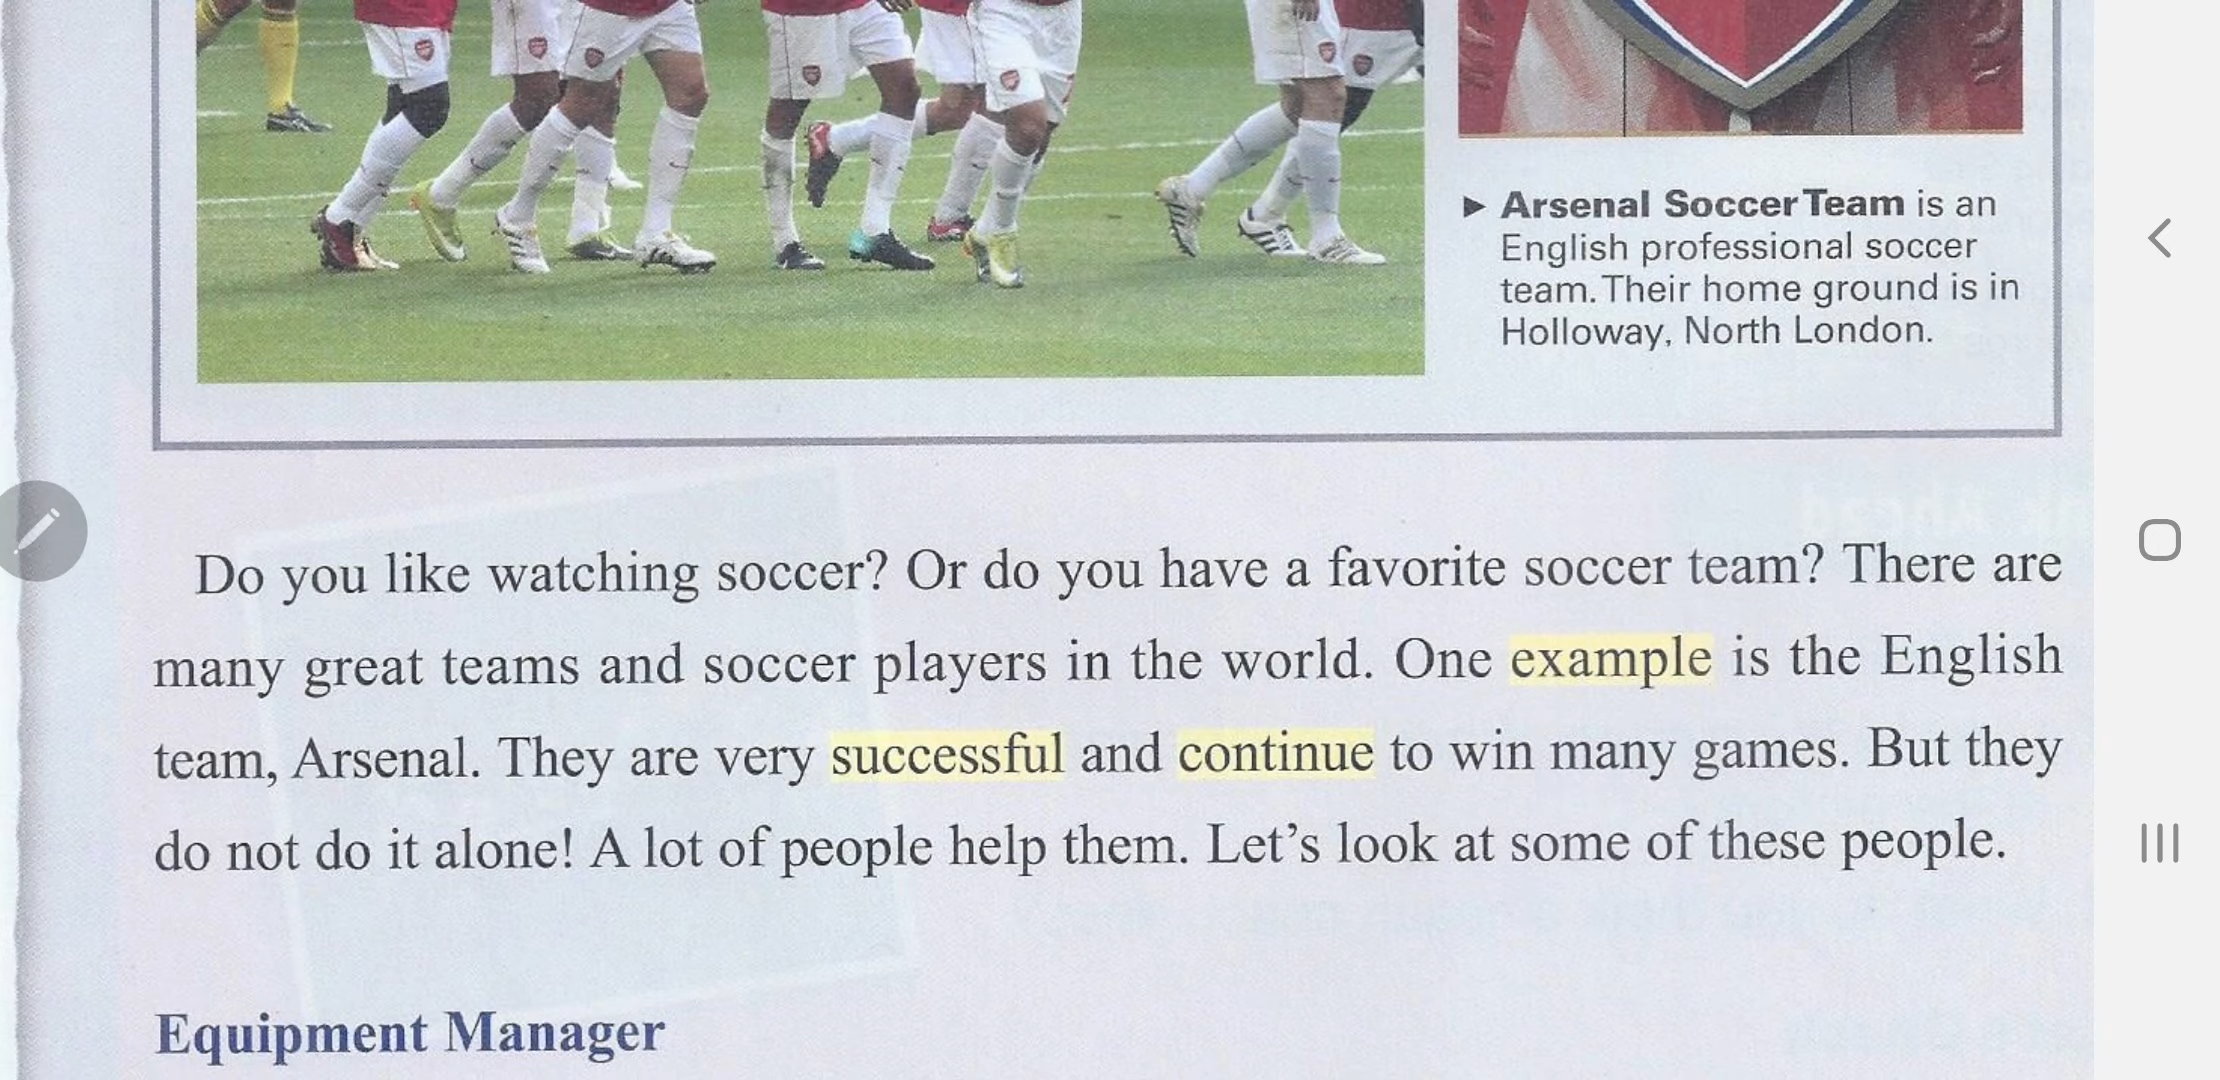 ► Arsenal Soccer Team is an
English professional soccer
team. Their home ground is in
Holloway, North London.
Do you like watching soccer? Or do you have a favorite soccer team? There are
many great teams and soccer players in the world. One example is the English
team, Arsenal. They are very successful and continue to win many games. But they
do not do it alone! A lot of people help them. Let's look at some of these people.
Equipment Manager